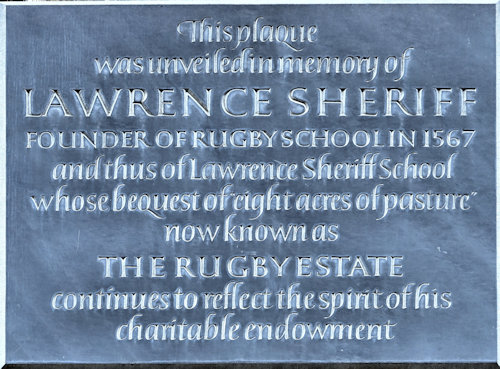 This plaque
was unveiled in memory of
LAWRENCE SHERIFF
FOUNDER OF RUGBY SCHOOL IN 1567
and thus of Lawrence Sheriff School
whose bequest of eight acres of pasture"
now known as
THE RUGBY ESTATE
continues to reflect the spirit of his
charitable endowment